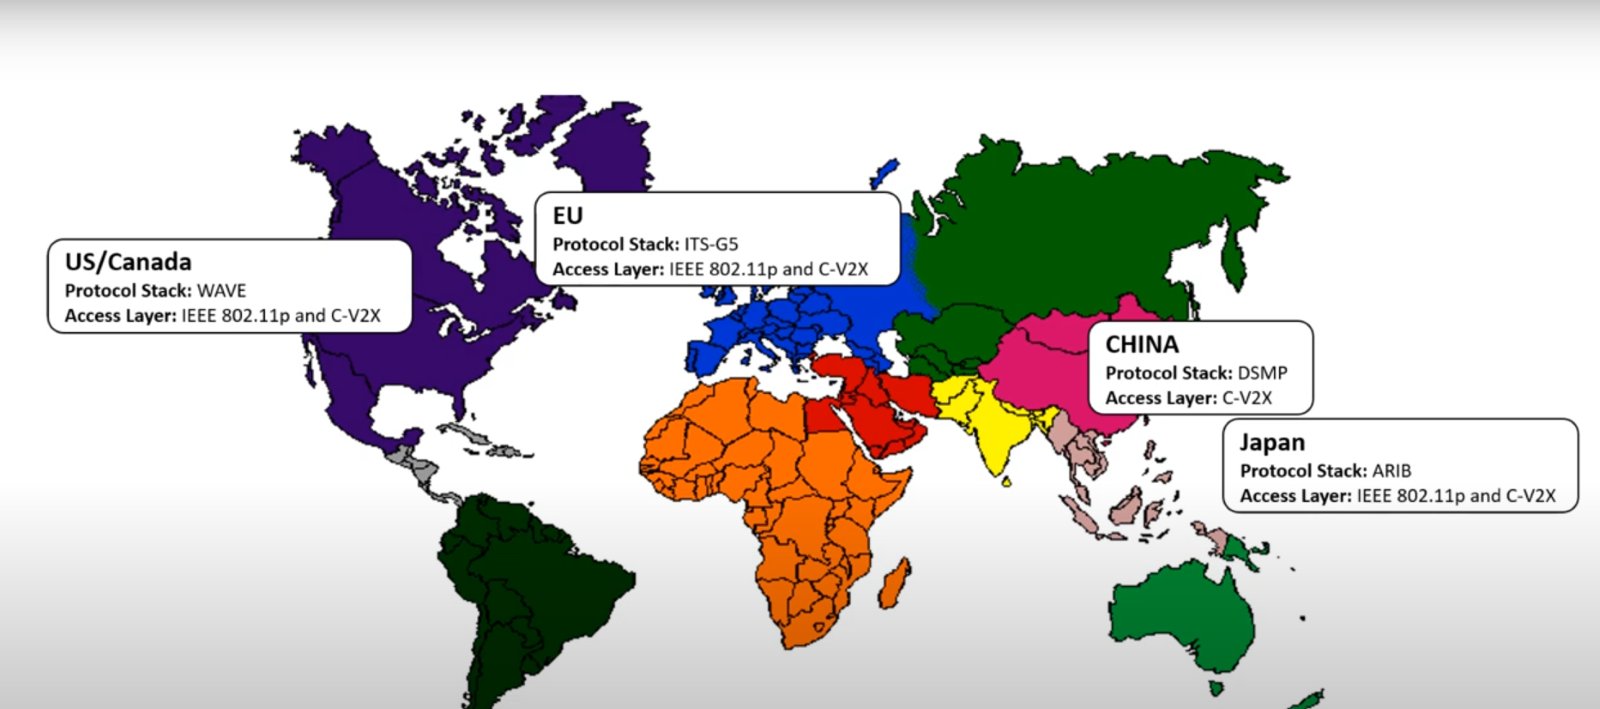 US/Canada
Protocol Stack: WAVE
Access Layer: IEEE 802.11p and C-V2X
EU
Protocol Stack: ITS-G5
Access Layer: IEEE 802.11p and C-V2X
CHINA
Protocol Stack: DSMP
Access Layer: C-V2X
Japan
Protocol Stack: ARIB
Access Layer: IEEE 802.11p and C-V2X